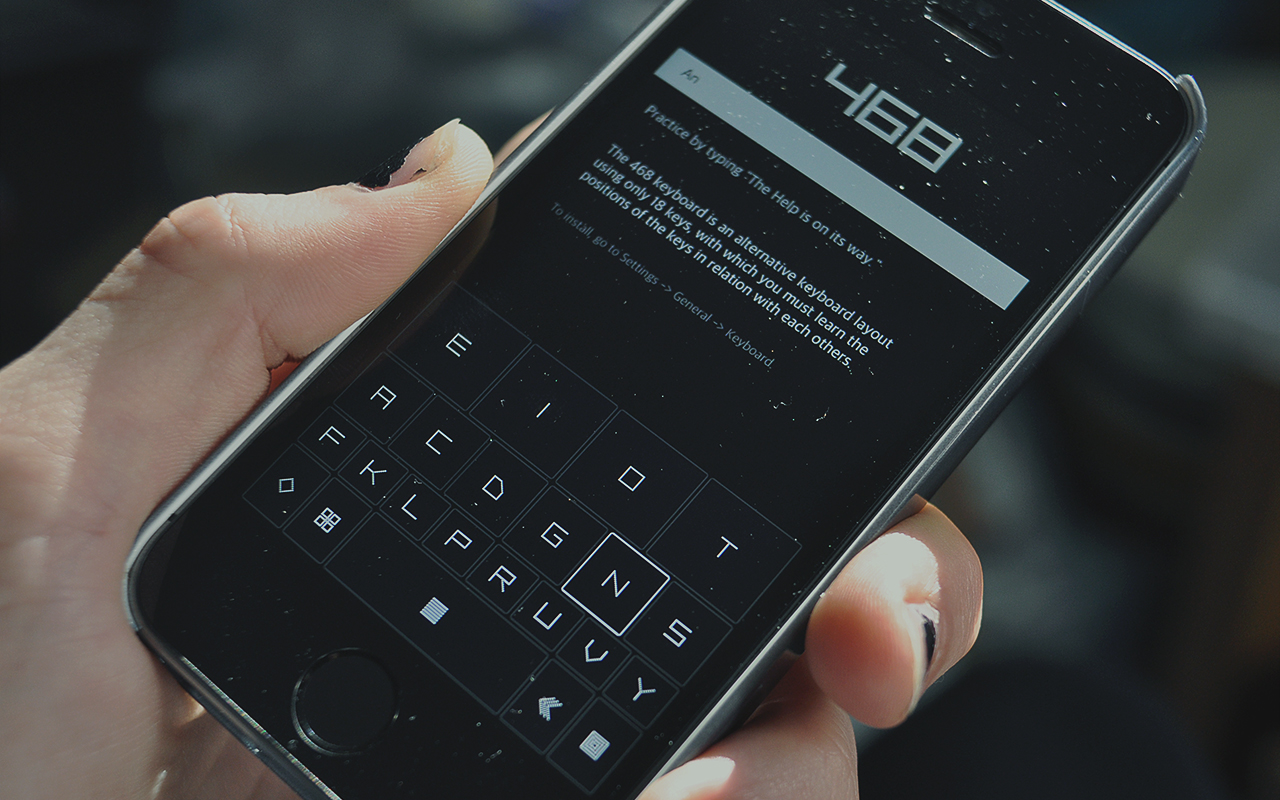 468
An
Practice by typing "The Help is on its way."
The 468 keyboard is an alternative keyboard layout
using only 18 keys, with which you must learn the
positions of the keys in relation with each others.
To install, go to Settings -> General -> Keyboard
E I O T
A C D G N S
F K L P R U V Y